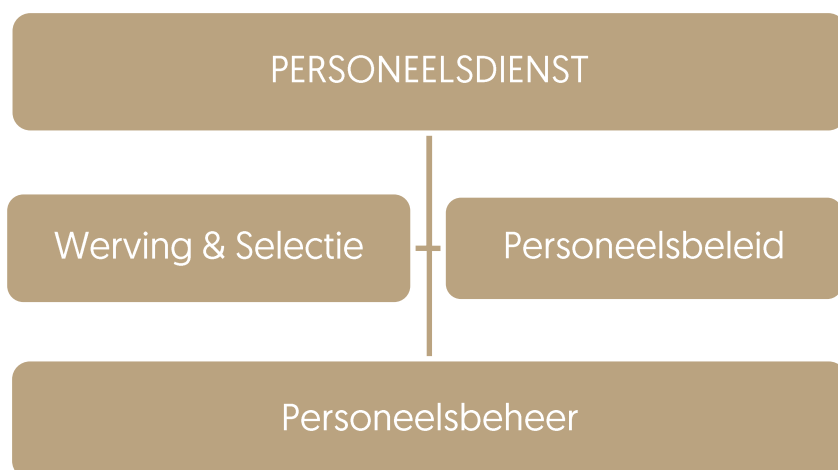 PERSONEELSDIENST
Werving & Selectie
Personeelsbeleid
Personeelsbeheer